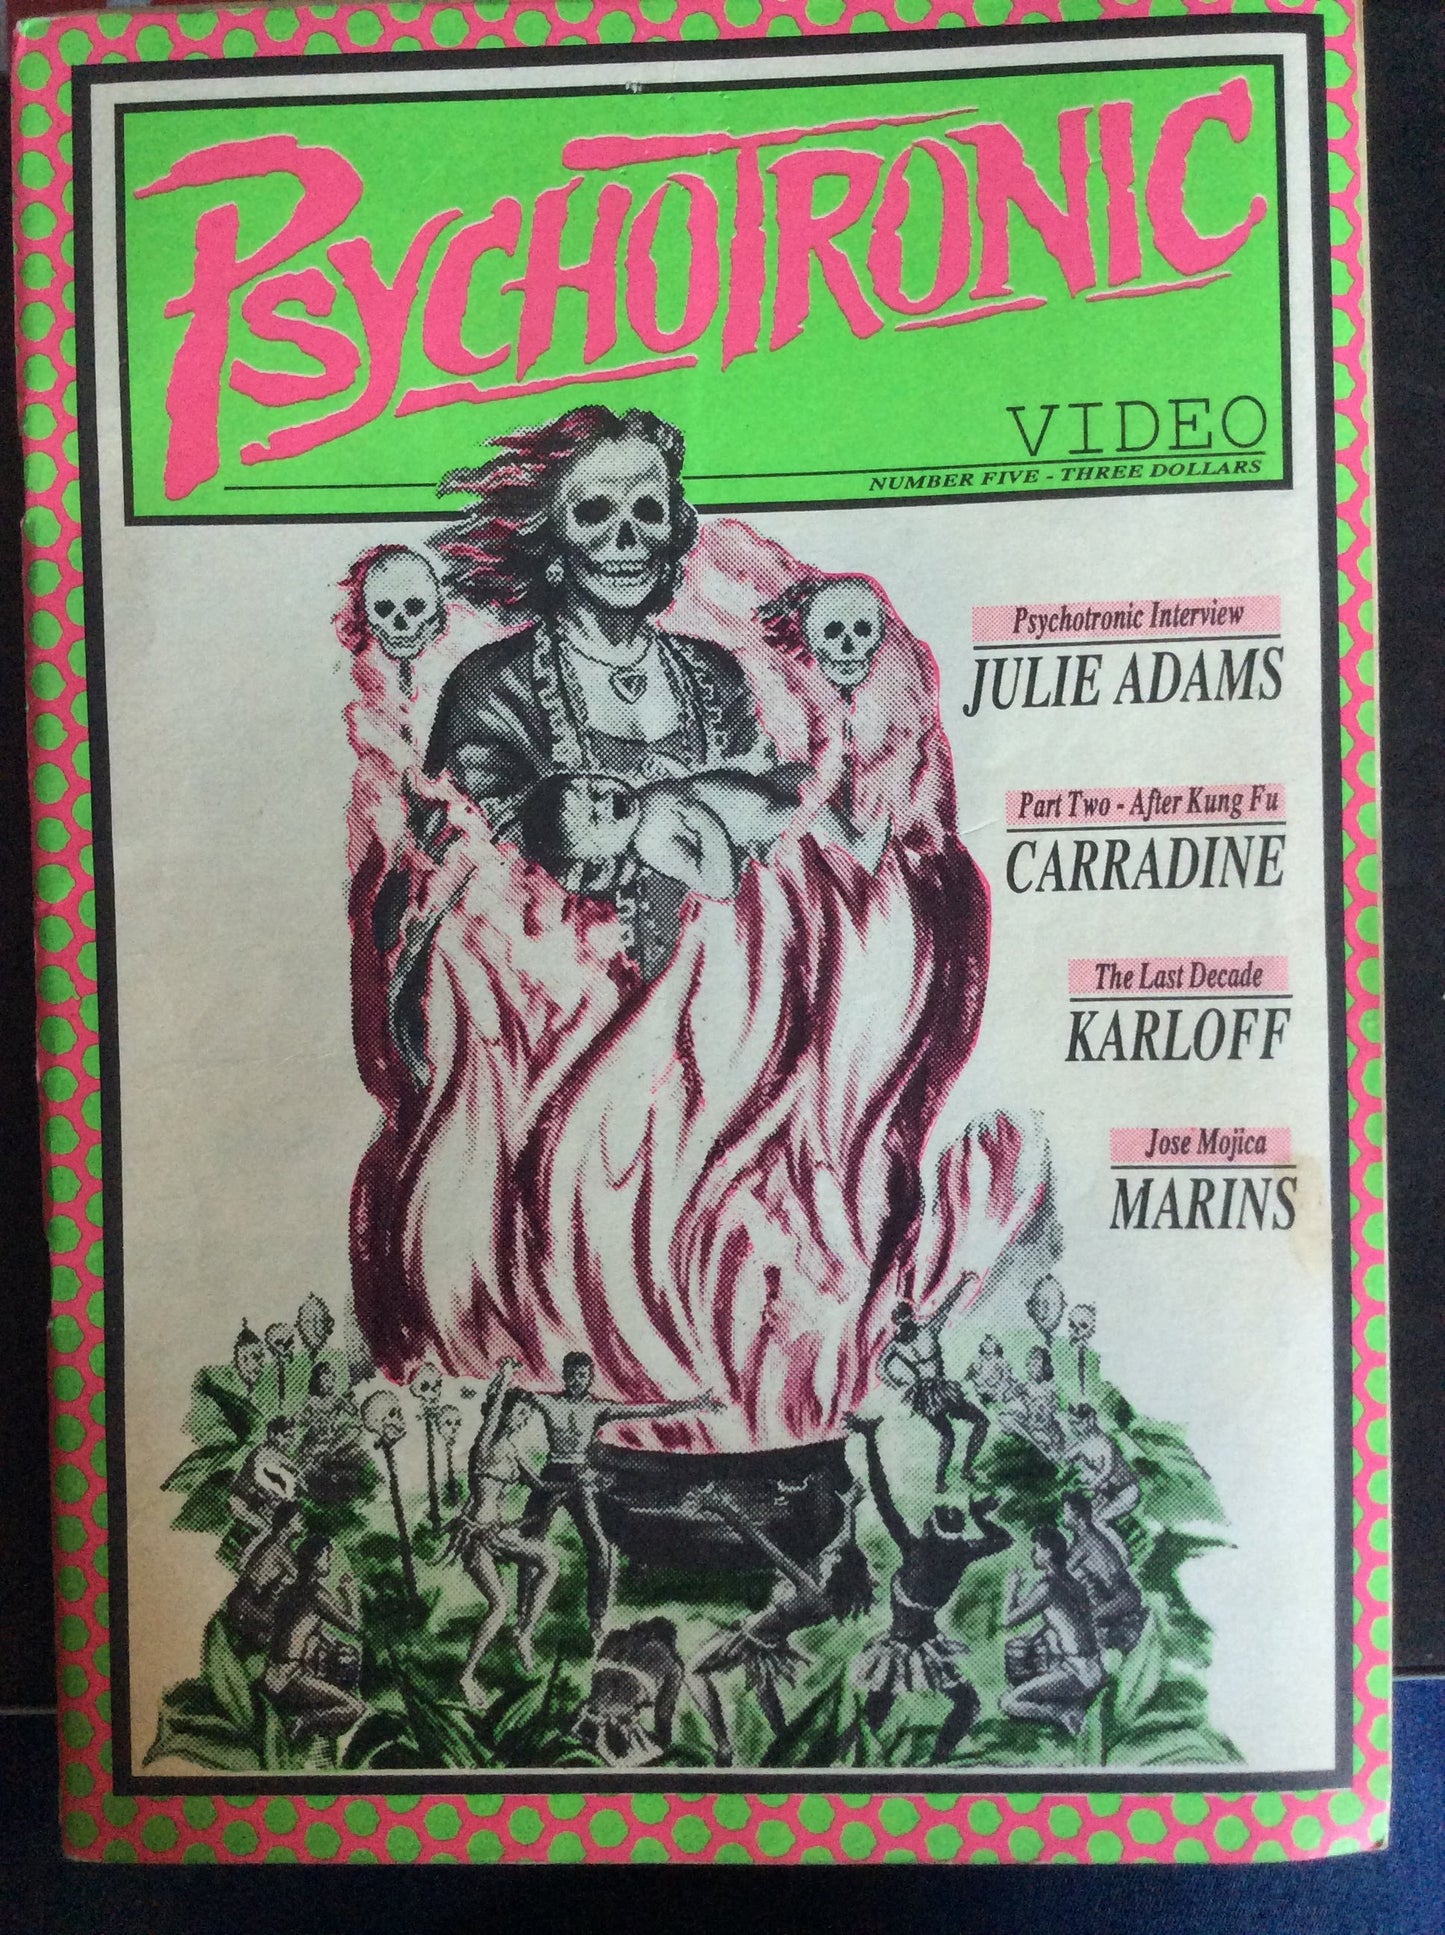 PSYCHOTRONIC
VIDEO
NUMBER FIVE - THREE DOLLARS
Psychotronic Interview
JULIE ADAMS
Part Two - After Kung Fu
CARRADINE
The Last Decade
KARLOFF
Jose Mojica
MARINS